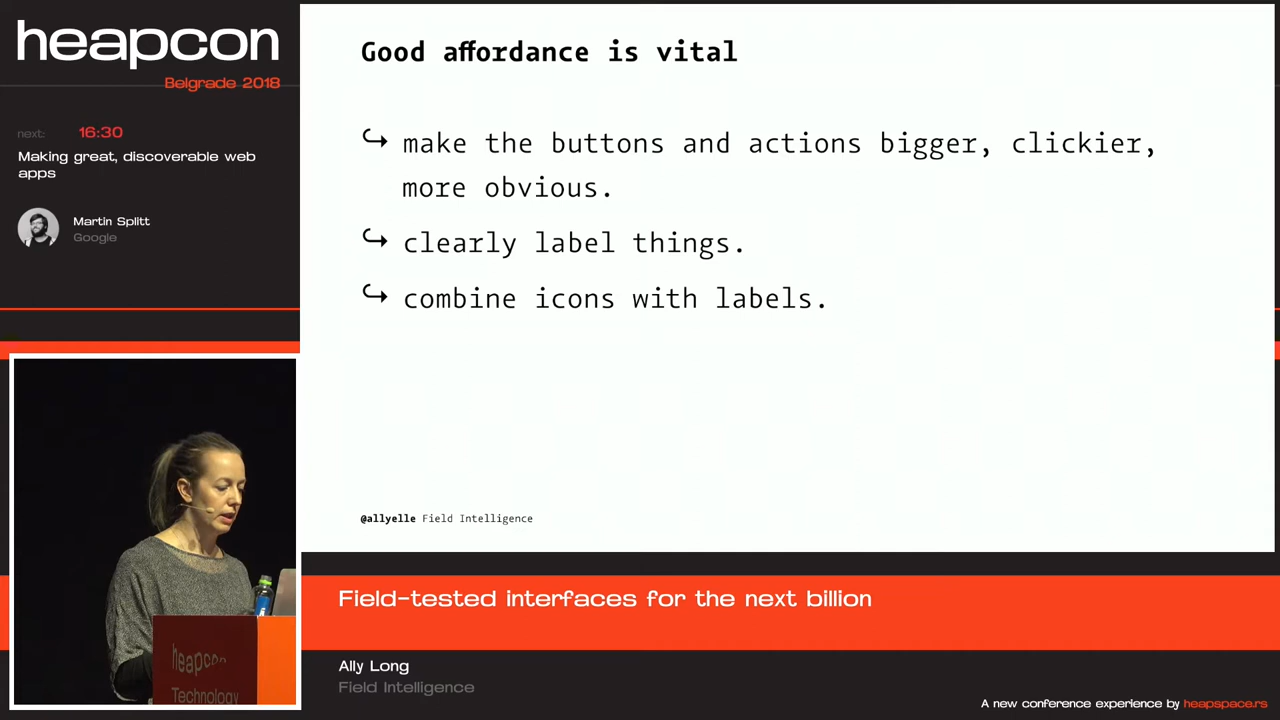 heapcon
Belgrade 2018
next: 16:30
Making great, discoverable web
apps
Martin Splitt
Google
Good affordance is vital
↪ make the buttons and actions bigger, clickier,
more obvious.
↪ clearly label things.
↪ combine icons with labels.
@allyelle Field Intelligence
heapcon
Technology
Field-tested interfaces for the next billion
Ally Long
Field Intelligence
A new conference experience by heapspace.rs